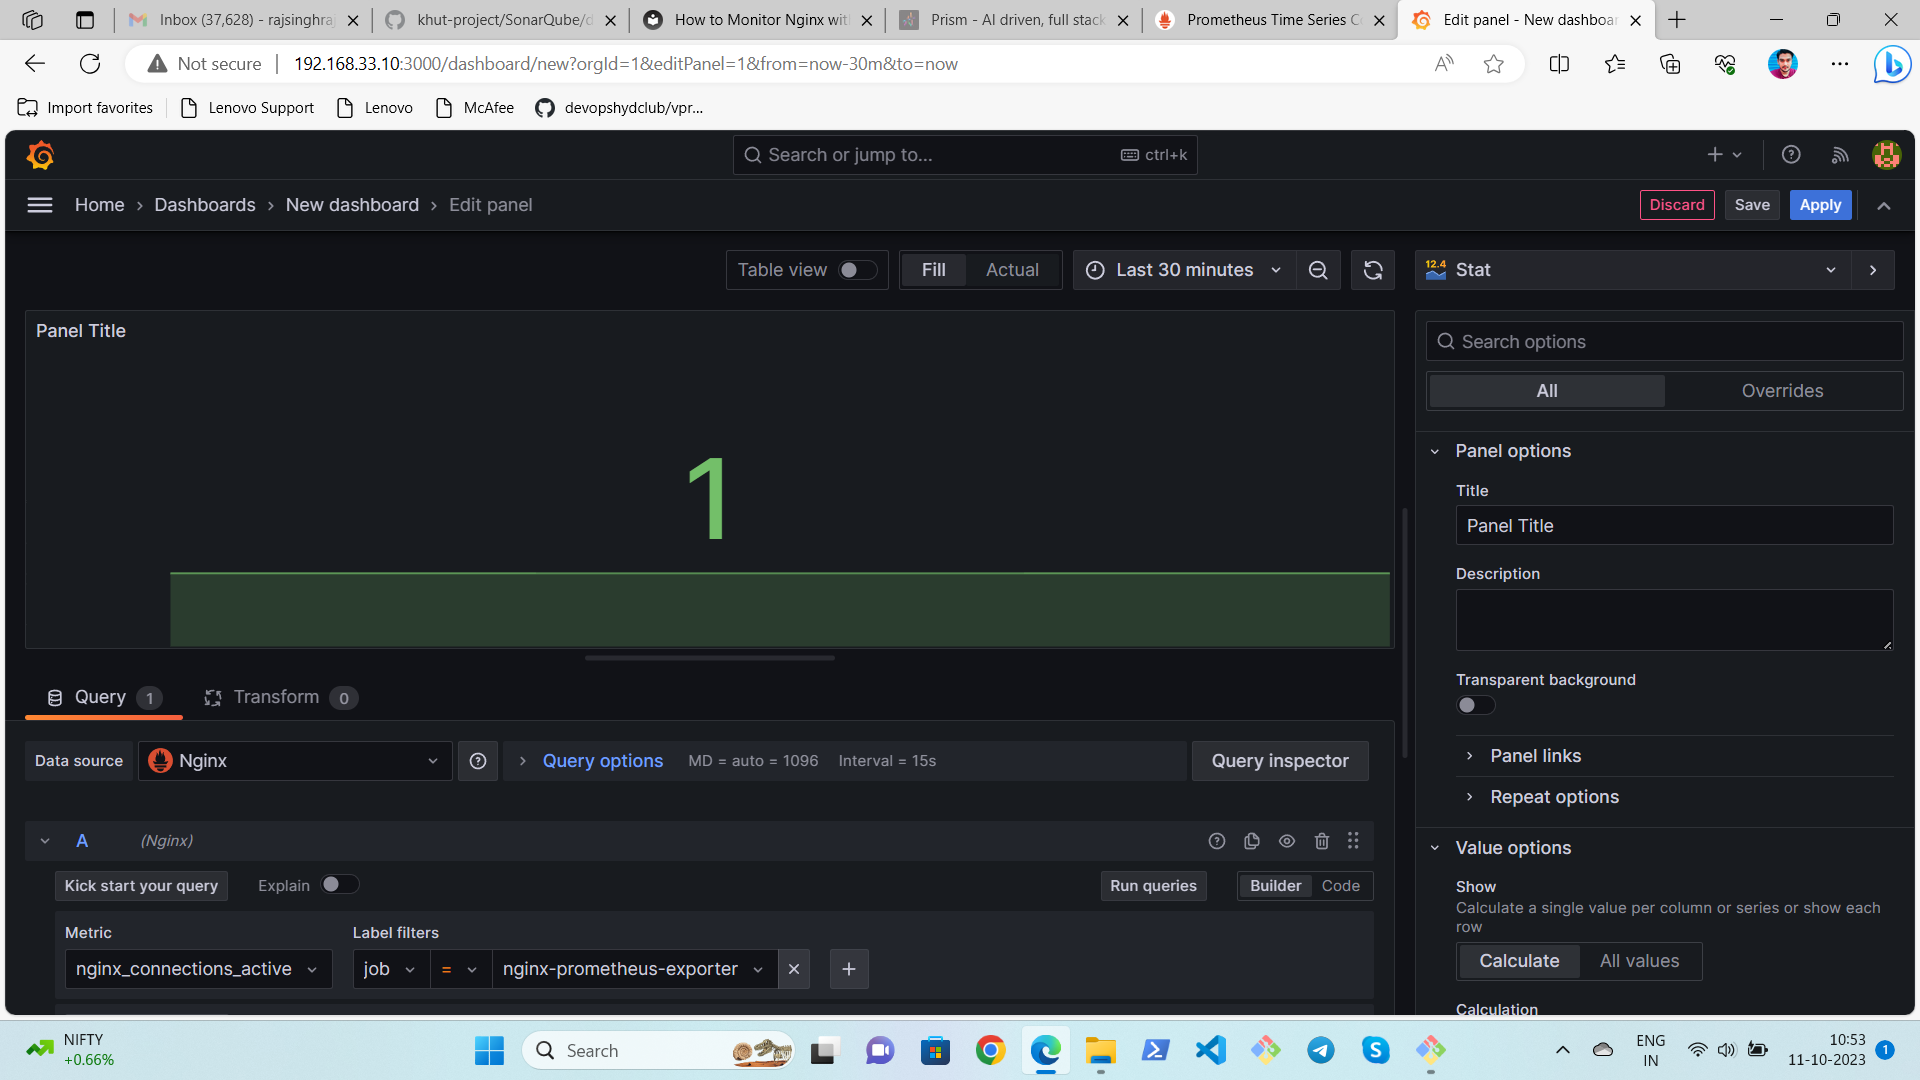 Inbox (37,628) - rajsinghraj
khut-project/SonarQube/d
How to Monitor Nginx with
Prism - AI driven, full stack
Prometheus Time Series Co
Edit panel - New dashboar
Not secure
192.168.33.10:3000/dashboard/new?orgId=1&editPanel=1&from=now-30m&to=now
Import favorites
Lenovo Support
Lenovo
McAfee
devopshydclub/vpr...
Search or jump to...
ctrl+k
Home › Dashboards › New dashboard › Edit panel
Discard
Save
Apply
Table view
Fill
Actual
Last 30 minutes
12.4
Stat
Panel Title
1
Search options
All
Overrides
Panel options
Title
Panel Title
Description
Transparent background
Panel links
Repeat options
Value options
Show
Calculate a single value per column or series or show each
row
Calculate
All values
Calculation
Query 1
Transform 0
Data source
Nginx
Query options
MD = auto = 1096
Interval = 15s
Query inspector
A
(Nginx)
Kick start your query
Explain
Run queries
Builder
Code
Metric
Label filters
nginx_connections_active
job
=
nginx-prometheus-exporter
NIFTY
+0.66%
Search
ENG
IN
10:53
11-10-2023
1